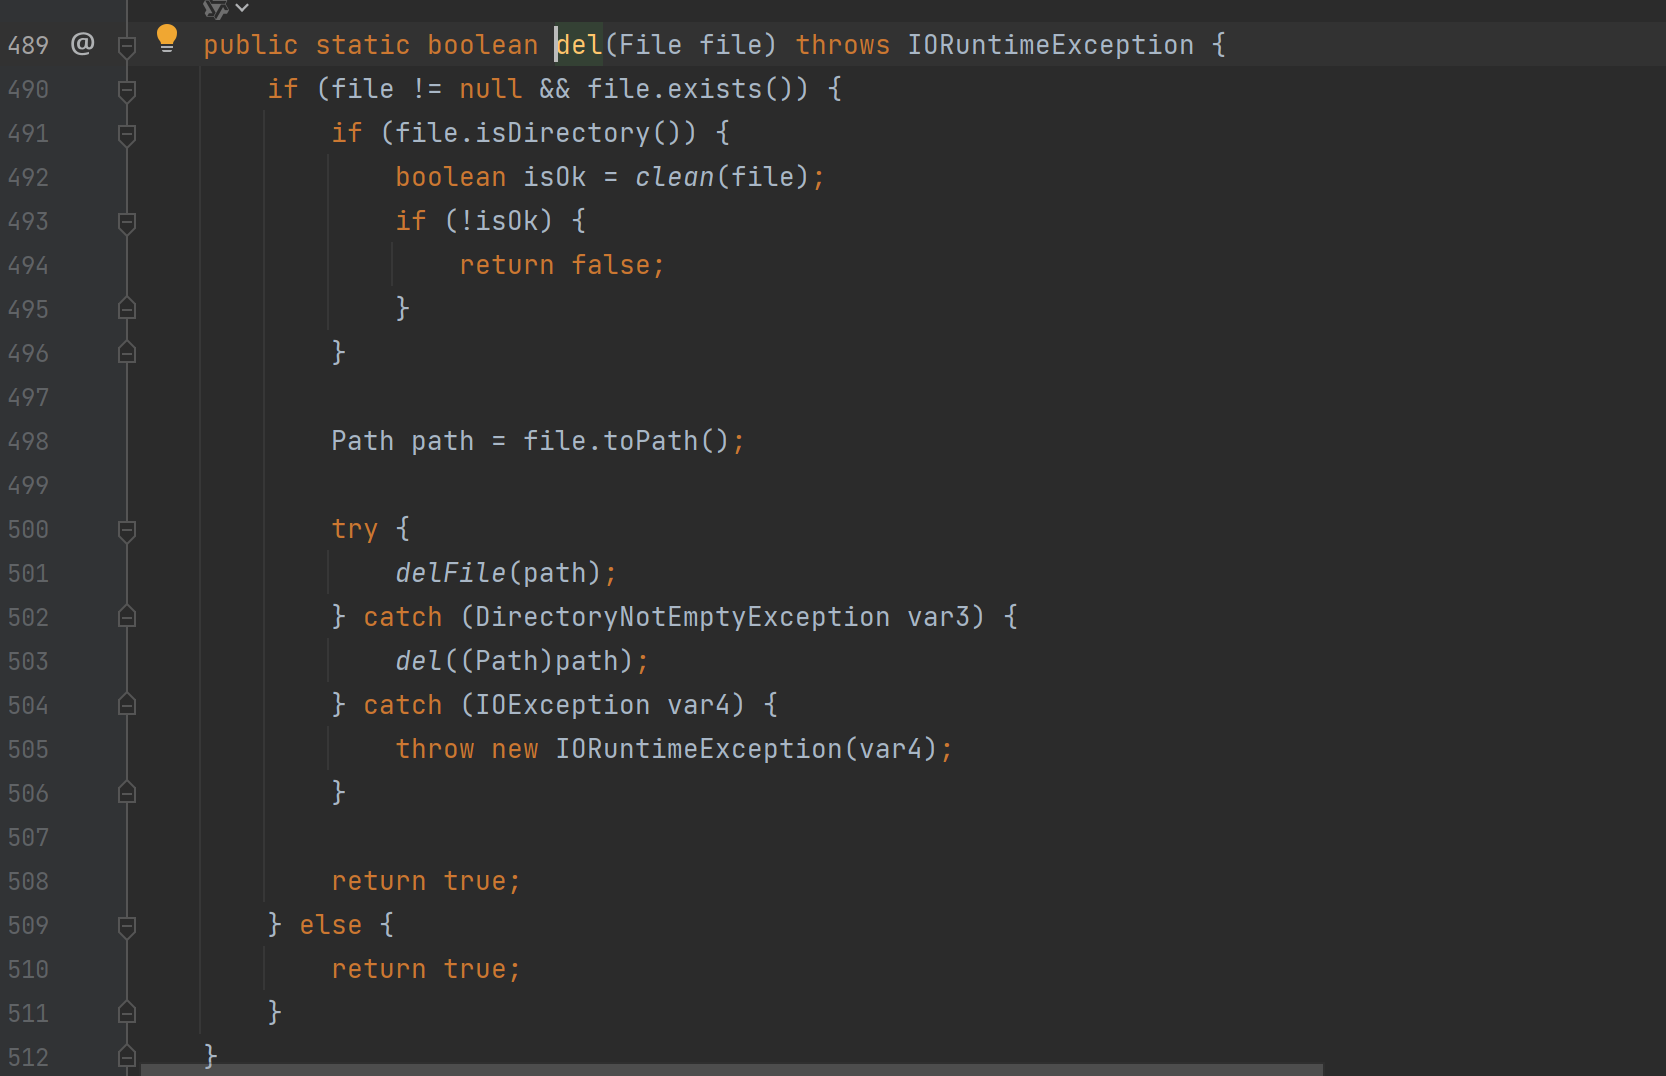 489 @ public static boolean del(File file) throws IORuntimeException {
490 if (file != null && file.exists()) {
491 if (file.isDirectory()) {
492 boolean isOk = clean(file);
493 if (!isOk) {
494 return false;
495 }
496 }
497
498 Path path = file.toPath();
499
500 try {
501 delFile(path);
502 } catch (DirectoryNotEmptyException var3) {
503 del((Path)path);
504 } catch (IOException var4) {
505 throw new IORuntimeException(var4);
506 }
507
508 return true;
509 } else {
510 return true;
511 }
512 }